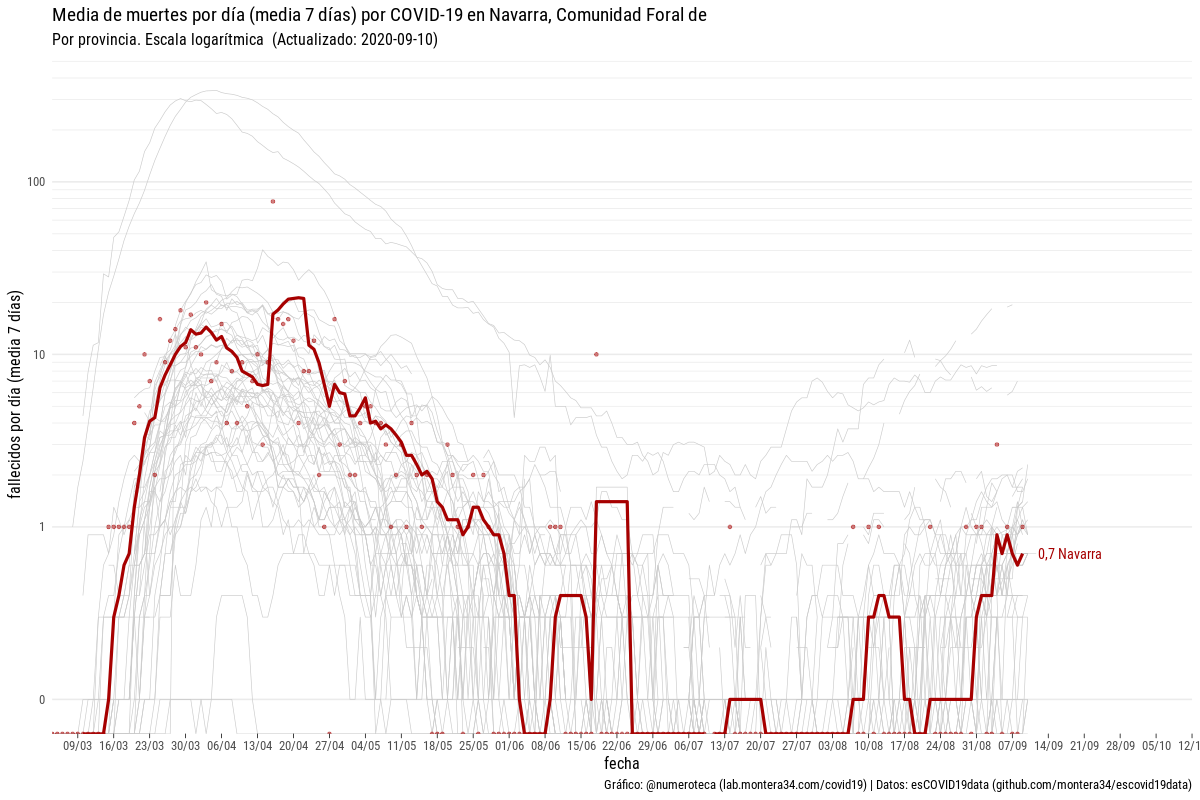 Media de muertes por día (media 7 días) por COVID-19 en Navarra, Comunidad Foral de
Por provincia. Escala logarítmica (Actualizado: 2020-09-10)
fallecidos por día (media 7 días)
100
10
1
0
0,7 Navarra
09/03 16/03 23/03 30/03 06/04 13/04 20/04 27/04 04/05 11/05 18/05 25/05 01/06 08/06 15/06 22/06 29/06 06/07 13/07 20/07 27/07 03/08 10/08 17/08 24/08 31/08 07/09 14/09 21/09 28/09 05/10 12/1
fecha
Gráfico: @numeroteca (lab.montera34.com/covid19) | Datos: esCOVID19data (github.com/montera34/escovid19data)